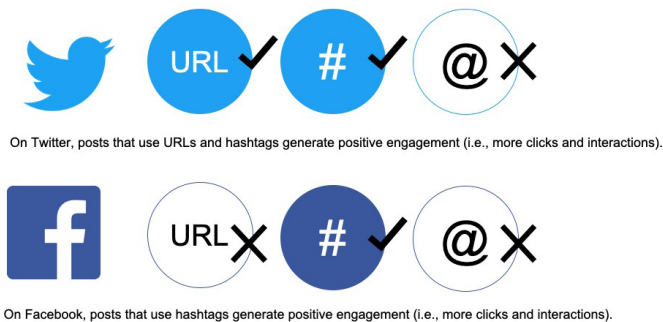 URL # @
On Twitter, posts that use URLs and hashtags generate positive engagement (i.e., more clicks and interactions).
f URL # @
On Facebook, posts that use hashtags generate positive engagement (i.e., more clicks and interactions).